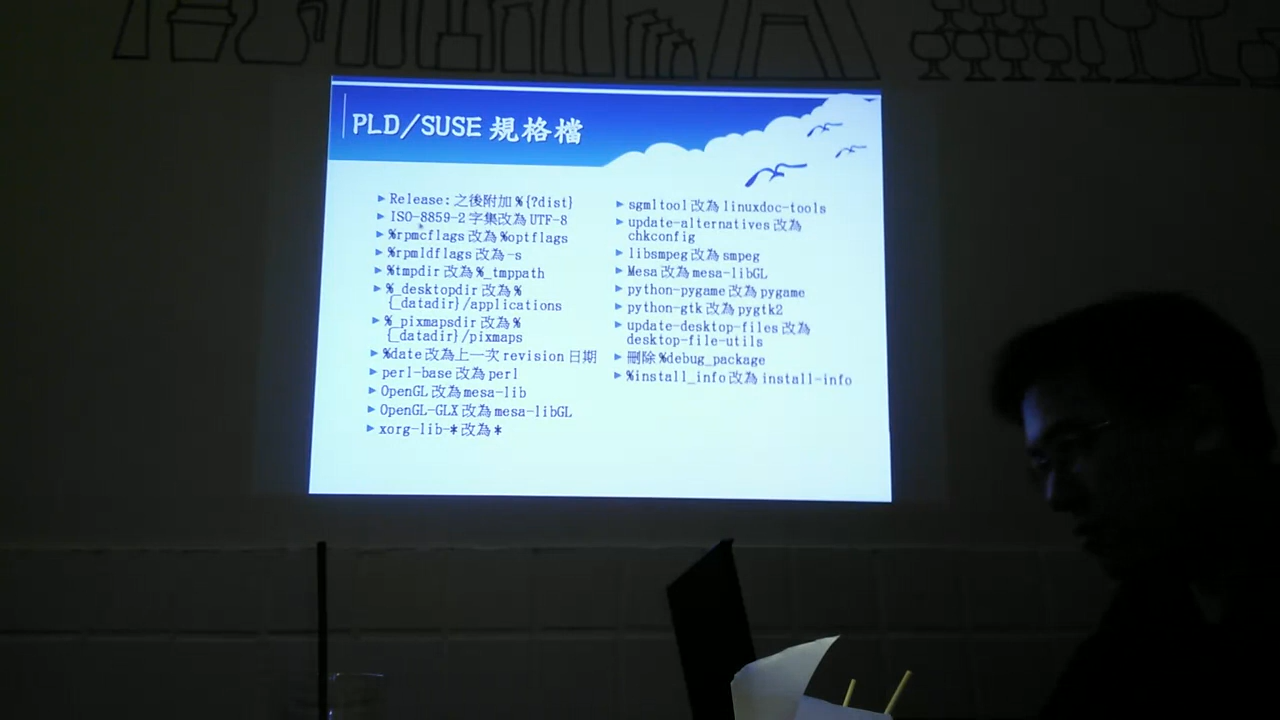 PLD/SUSE 規格檔
Release: 之後附加 %{?dist}
ISO-8859-2 字集改為 UTF-8
%rpmcflags 改為 %optflags
%rpmldflags 改為 -s
%tmpdir 改為 %_tmppath
%_desktopdir 改為 %
{_datadir}/applications
%_pixmapsdir 改為 %
{_datadir}/pixmaps
%date 改為上一次 revision 日期
perl-base 改為 perl
OpenGL 改為 mesa-lib
OpenGL-GLX 改為 mesa-libGL
xorg-lib-* 改為 *
sgmltool 改為 linuxdoc-tools
update-alternatives 改為
chkconfig
libsmpeg 改為 smpeg
Mesa 改為 mesa-libGL
python-pygame 改為 pygame
python-gtk 改為 pygtk2
update-desktop-files 改為
desktop-file-utils
刪除 %debug_package
%install_info 改為 install-info